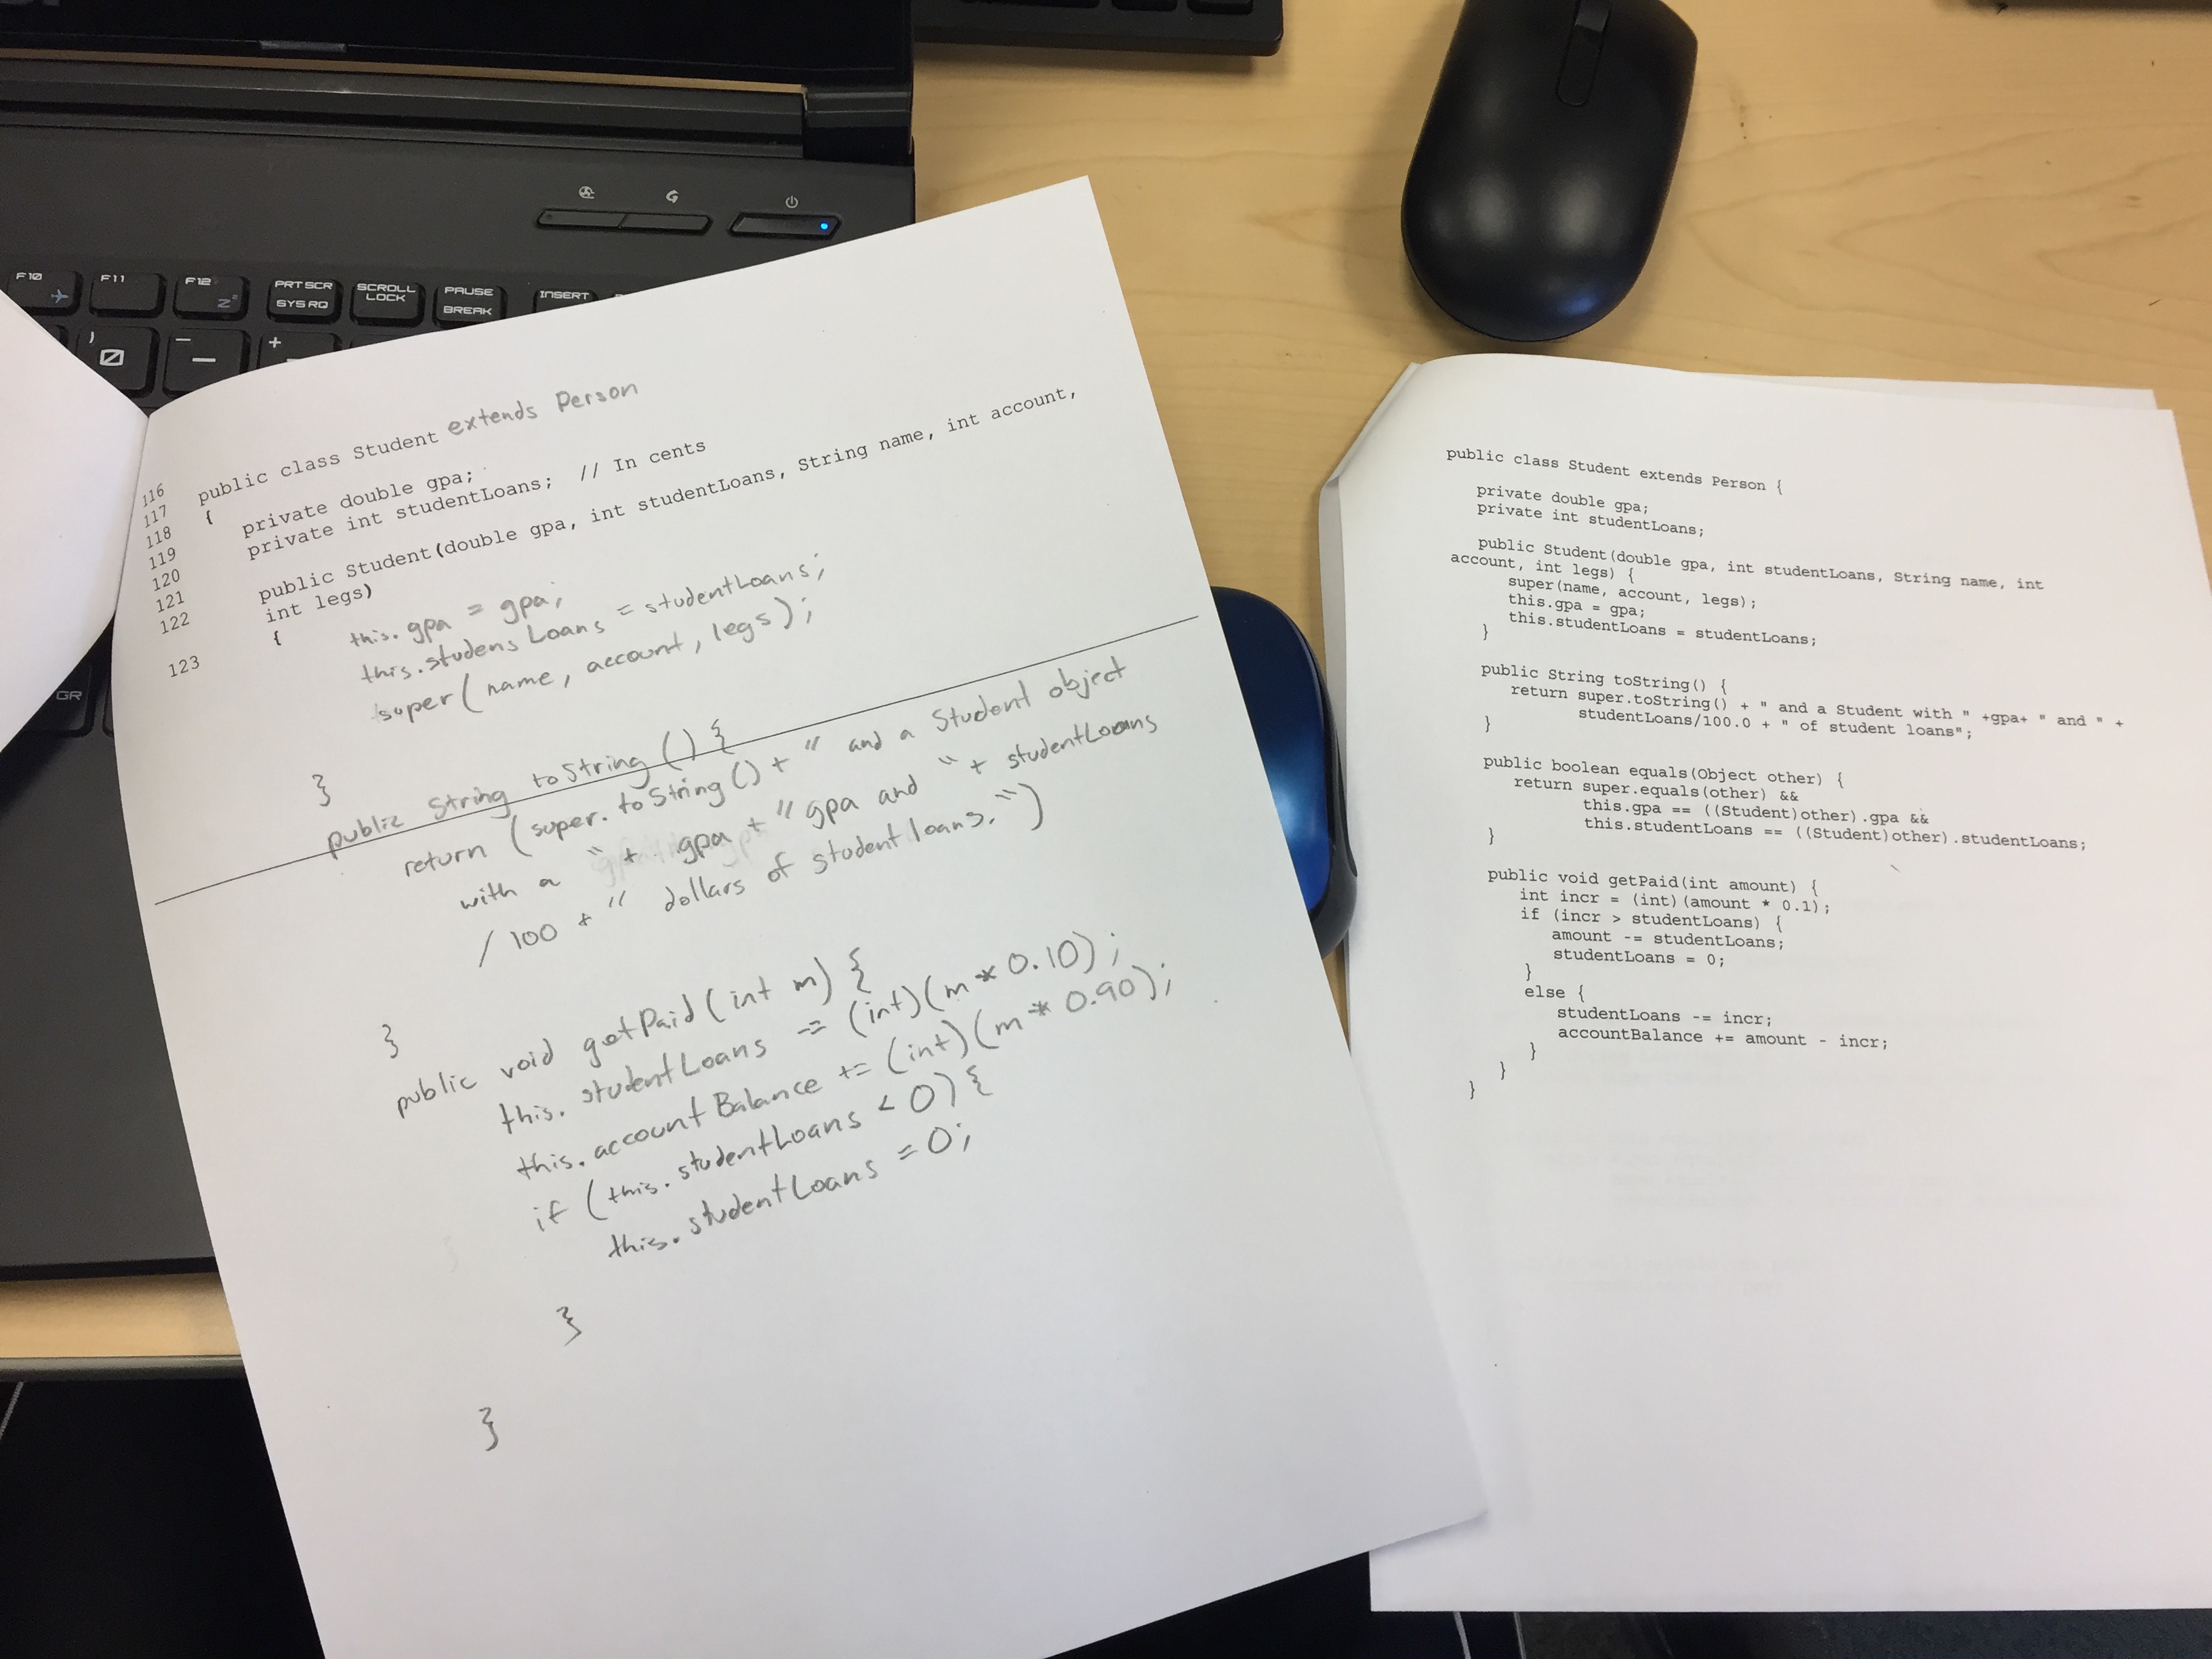 F10
F11
F12
PRT SCR
SYS RQ
SCROLL
LOCK
PAUSE
BREAK
INSERT
)
0
GR
116
117
118
119
120
121
122
123
public class Student extends Person
{
private double gpa;
private int studentLoans; // In cents
public Student(double gpa, int studentLoans, String name, int account,
int legs)
{
this.gpa = gpa;
this.studensLoans = studentLoans;
super(name, account, legs);
}
public String toString() {
return (super.toString() + " and a Student object
with a " + gpa + " gpa and " + studentLoans
/100 + " dollars of student loans.")
}
public void getPaid(int m) {
this.studentLoans -= (int)(m * 0.10);
this.accountBalance += (int)(m * 0.90);
if (this.studentLoans < 0) {
this.studentLoans = 0;
}
}
public class Student extends Person {
private double gpa;
private int studentLoans;
public Student(double gpa, int studentLoans, String name, int
account, int legs) {
super(name, account, legs);
this.gpa = gpa;
this.studentLoans = studentLoans;
}
public String toString() {
return super.toString() + " and a Student with " +gpa+ " and " +
studentLoans/100.0 + " of student loans";
}
public boolean equals(Object other) {
return super.equals(other) &&
this.gpa == ((Student)other).gpa &&
this.studentLoans == ((Student)other).studentLoans;
}
public void getPaid(int amount) {
int incr = (int)(amount * 0.1);
if (incr > studentLoans) {
amount -= studentLoans;
studentLoans = 0;
}
else {
studentLoans -= incr;
accountBalance += amount - incr;
}
}
}